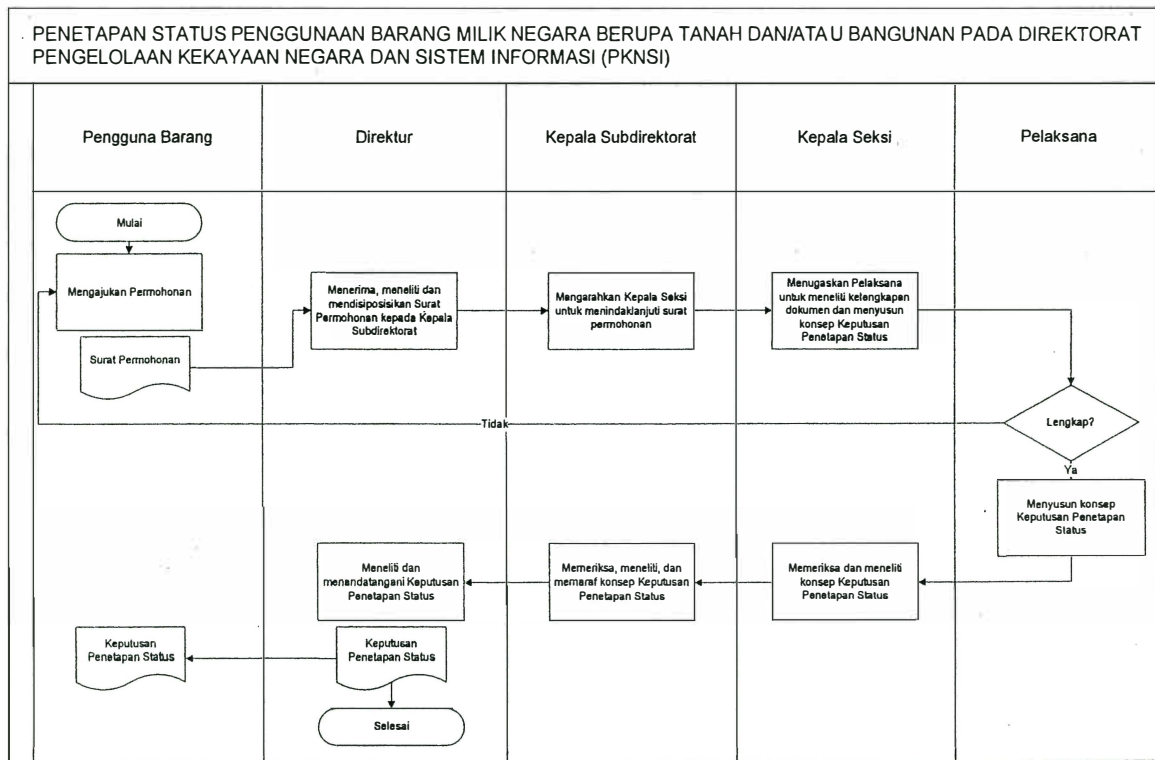 PENETAPAN STATUS PENGGUNAAN BARANG MILIK NEGARA BERUPA TANAH DAN/ATAU BANGUNAN PADA DIREKTORAT
PENGELOLAAN KEKAYAAN NEGARA DAN SISTEM INFORMASI (PKNSI)
Pengguna Barang
Direktur
Kepala Subdirektorat
Kepala Seksi
Pelaksana
Mulai
Mengajukan Permohonan
Surat Permohonan
Menerima, meneliti dan
mendisiposisikan Surat
Permohonan kepada Kepala
Subdirektorat
Mengarahkan Kepala Seksi
untuk menindaklanjuti surat
permohonan
Menugaskan Pelaksana
untuk meneliti kelengkapan
dokumen dan menyusun
konsep Keputusan
Penetapan Status
Lengkap?
Tidak
Ya
Menyusun konsep
Keputusan Penetapan
Status
Memeriksa dan meneliti
konsep Keputusan
Penetapan Status
Memeriksa, meneliti, dan
memaraf konsep Keputusan
Penetapan Status
Meneliti dan
menandatangani Keputusan
Penetapan Status
Keputusan
Penetapan Status
Keputusan
Penetapan Status
Selesai